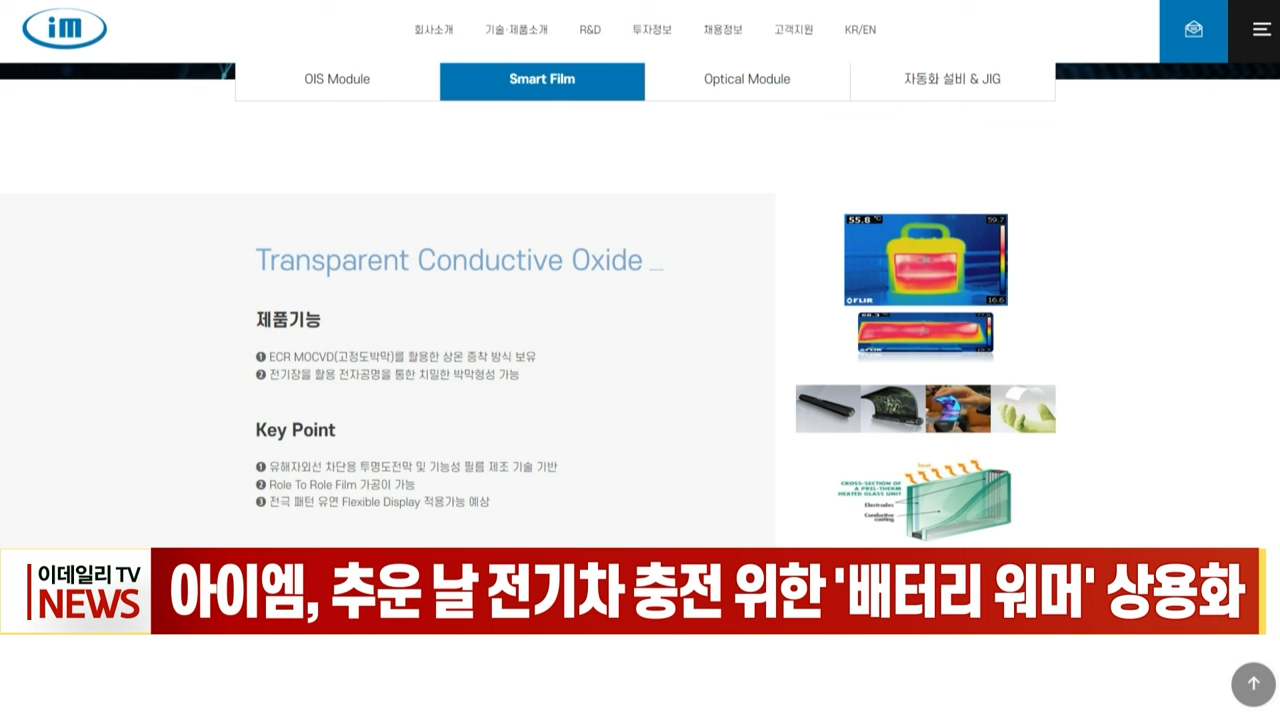 im
회사소개 기술·제품소개 R&D 투자정보 채용정보 고객지원 KR/EN
OIS Module Smart Film Optical Module 자동화 설비 & JIG
Transparent Conductive Oxide _
제품기능
❶ ECR MOCVD(고정도박막)를 활용한 상온 증착 방식 보유
❷ 전기장을 활용 전자공명을 통한 치밀한 박막형성 가능
Key Point
❶ 유해자외선 차단용 투명도전막 및 기능성 필름 제조 기술 기반
❷ Role To Role Film 가공이 가능
❸ 전극 패턴 유연 Flexible Display 적용가능 예상
55.8 °C 59.7
FLIR 16.6
FLIR
CROSS-SECTION OF
A PREL-THERM
HEATED GLASS UNIT
Electrodes
Conductive
coating
이데일리 TV
NEWS
아이엠, 추운 날 전기차 충전 위한 '배터리 워머' 상용화